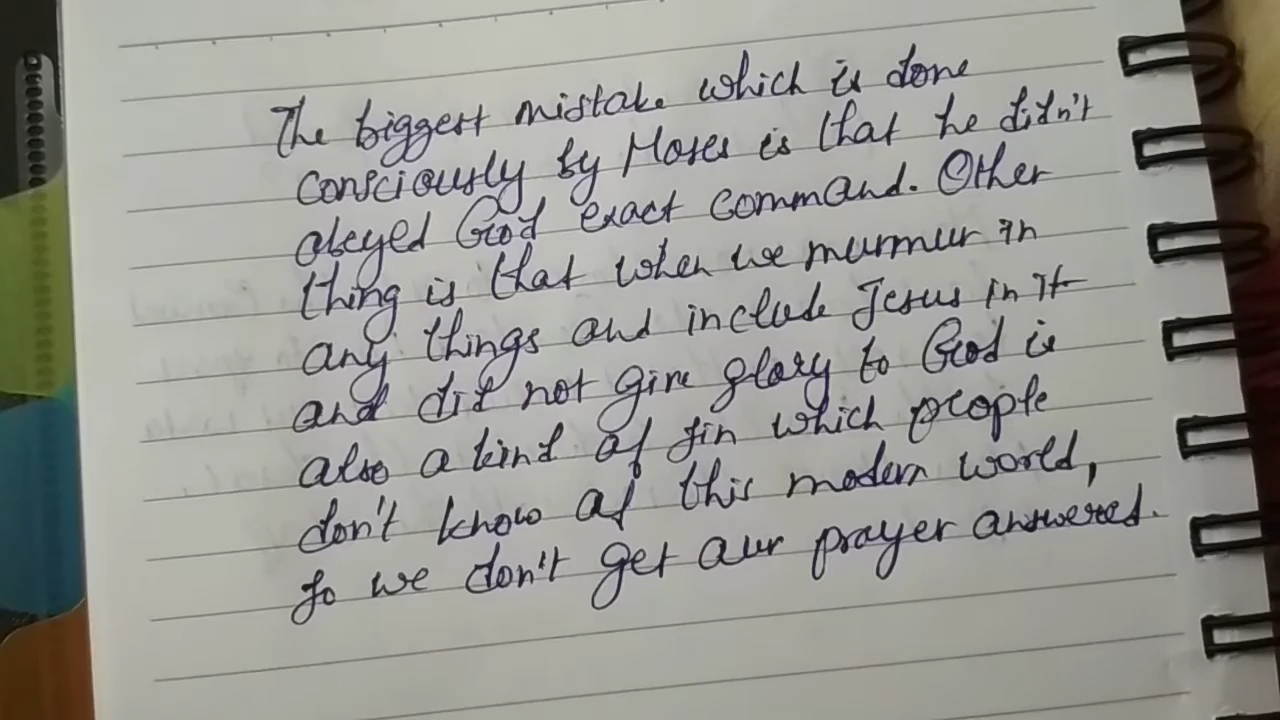 The biggest mistake which is done
consciously by Moses is that he didn't
obeyed God exact command. Other
thing is that when we murmur in
any things and include Jesus in it
and did not give glory to God is
also a kind of sin which people
don't know of this modern world,
so we don't get our prayer answered.